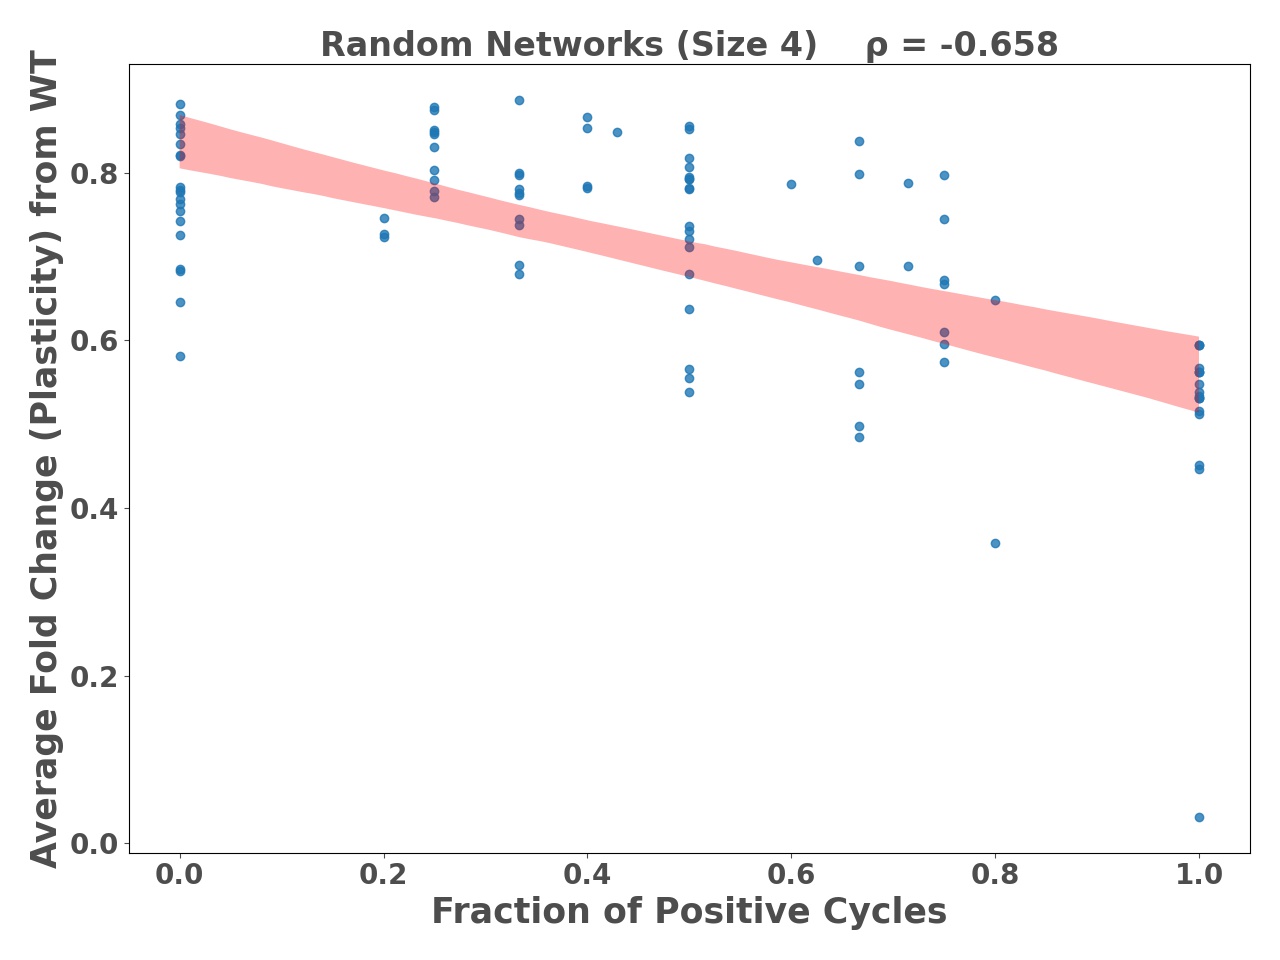 Random Networks (Size 4) ρ = -0.658
Average Fold Change (Plasticity) from WT
0.8
0.6
0.4
0.2
0.0
0.0 0.2 0.4 0.6 0.8 1.0
Fraction of Positive Cycles